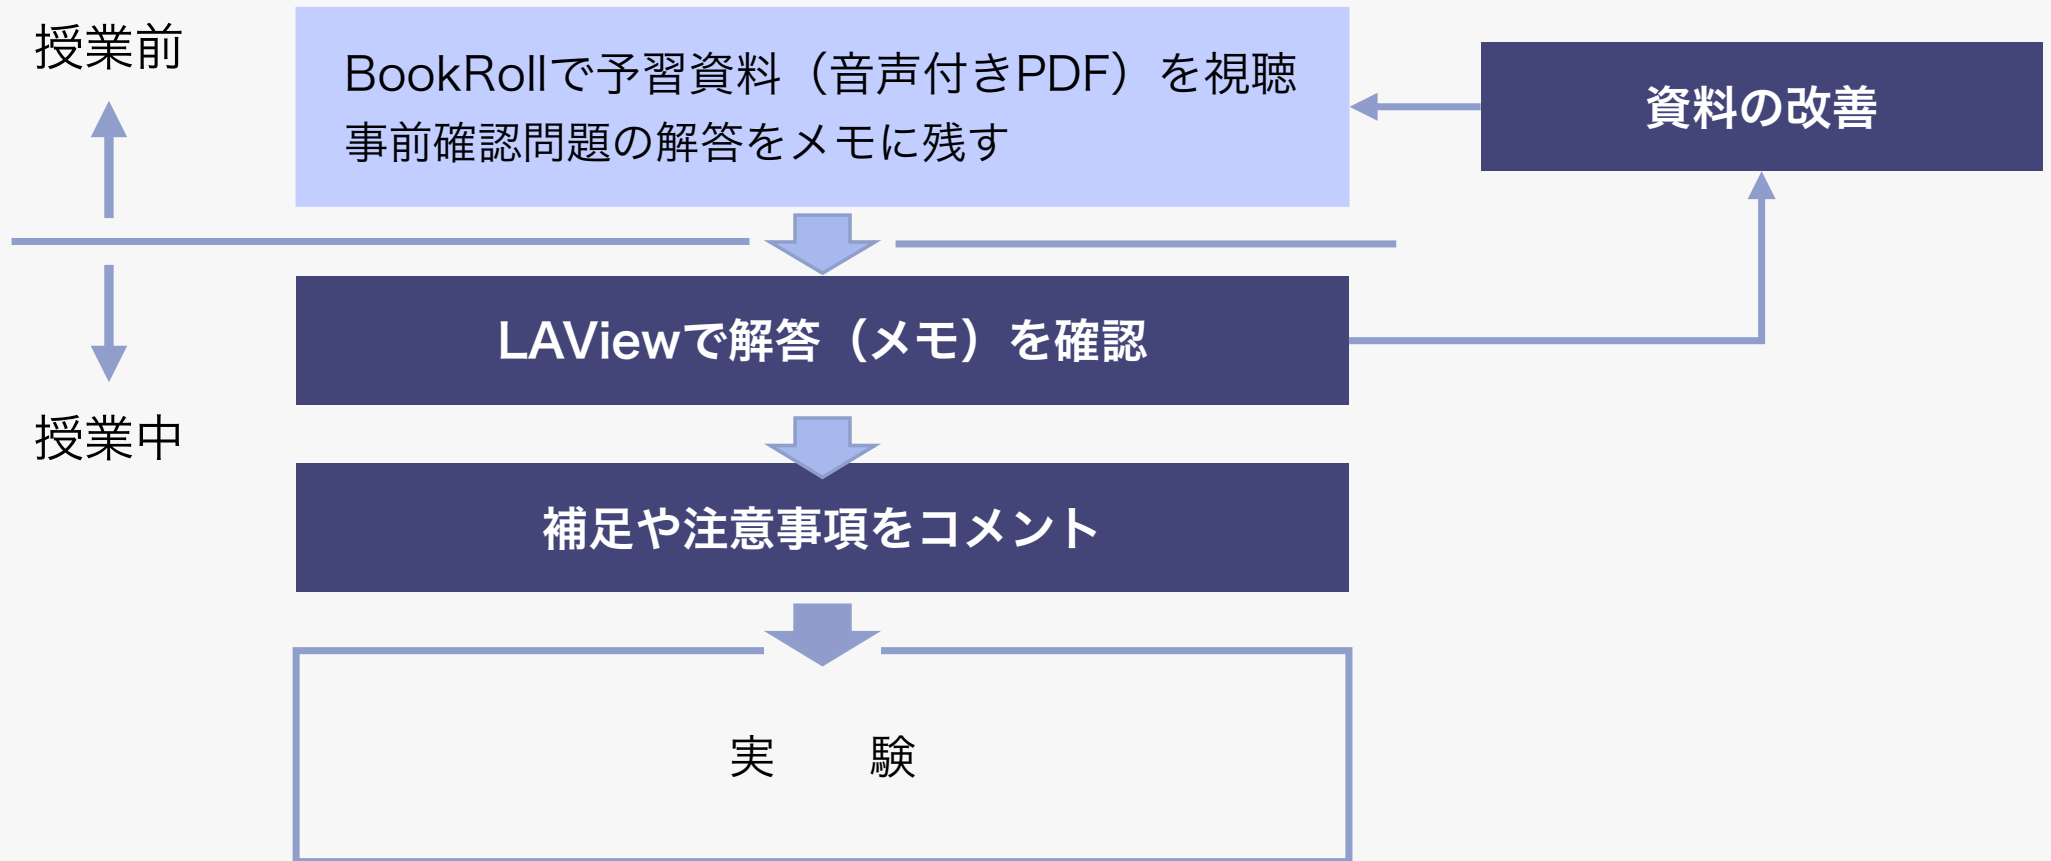 授業前
BookRollで予習資料（音声付きPDF）を視聴
事前確認問題の解答をメモに残す
資料の改善
LAViewで解答（メモ）を確認
授業中
補足や注意事項をコメント
実　　験